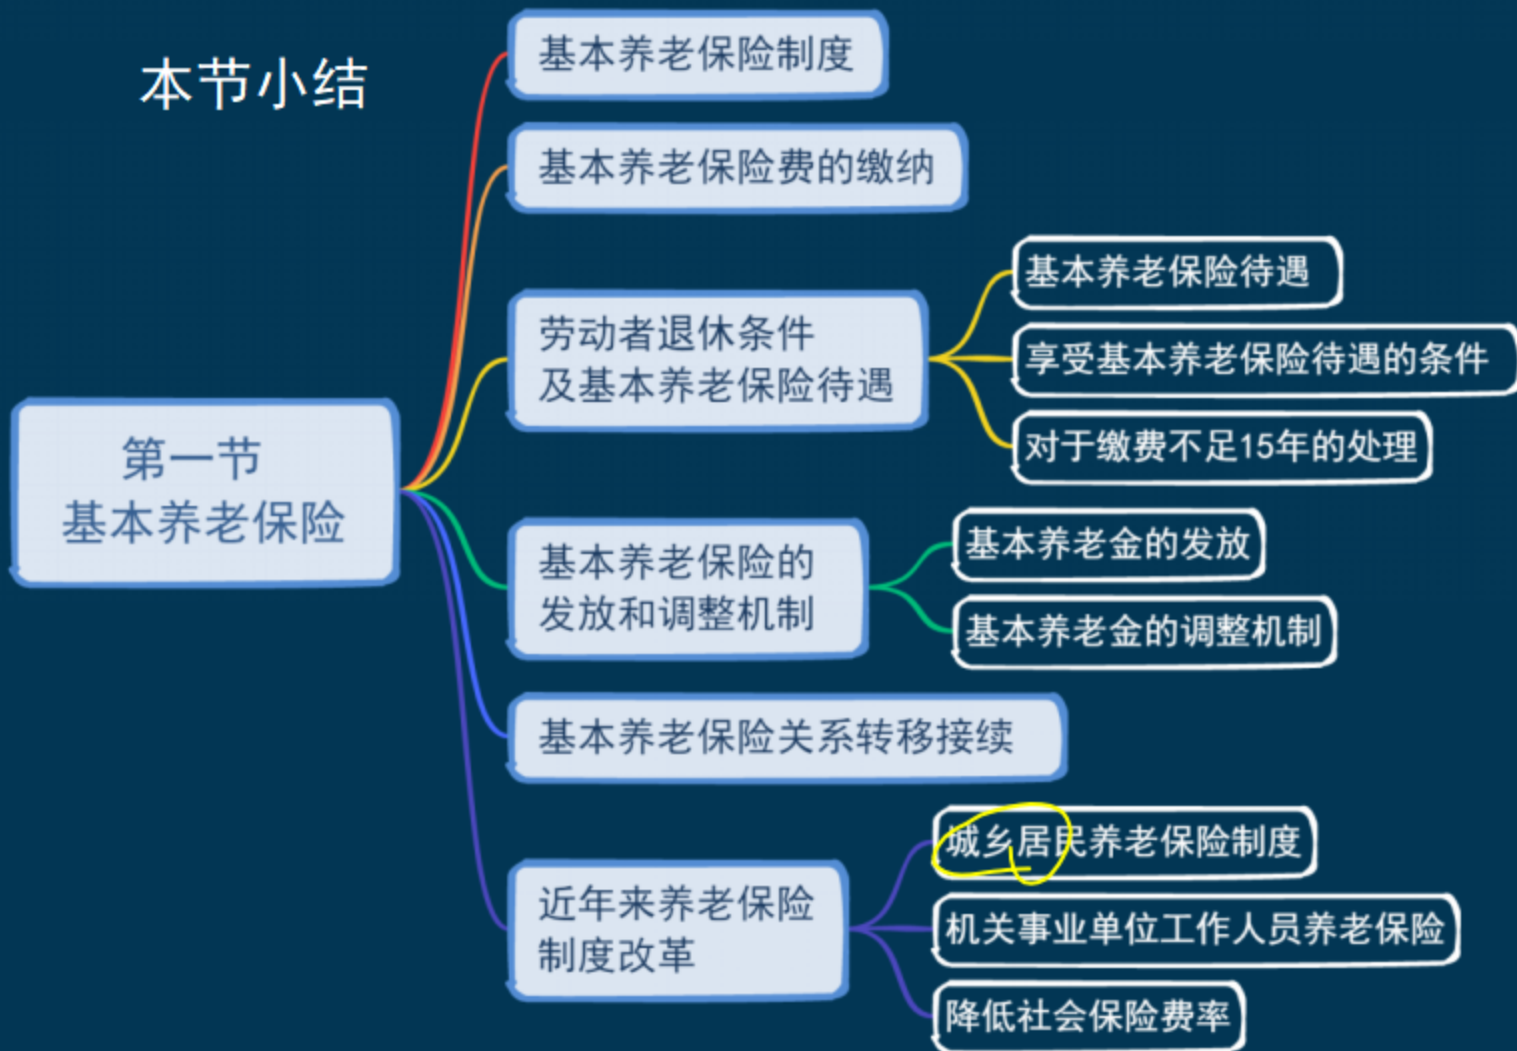 本节小结
第一节
基本养老保险
基本养老保险制度
基本养老保险费的缴纳
劳动者退休条件
及基本养老保险待遇
基本养老保险待遇
享受基本养老保险待遇的条件
对于缴费不足15年的处理
基本养老保险的
发放和调整机制
基本养老金的发放
基本养老金的调整机制
基本养老保险关系转移接续
近年来养老保险
制度改革
城乡居民养老保险制度
机关事业单位工作人员养老保险
降低社会保险费率